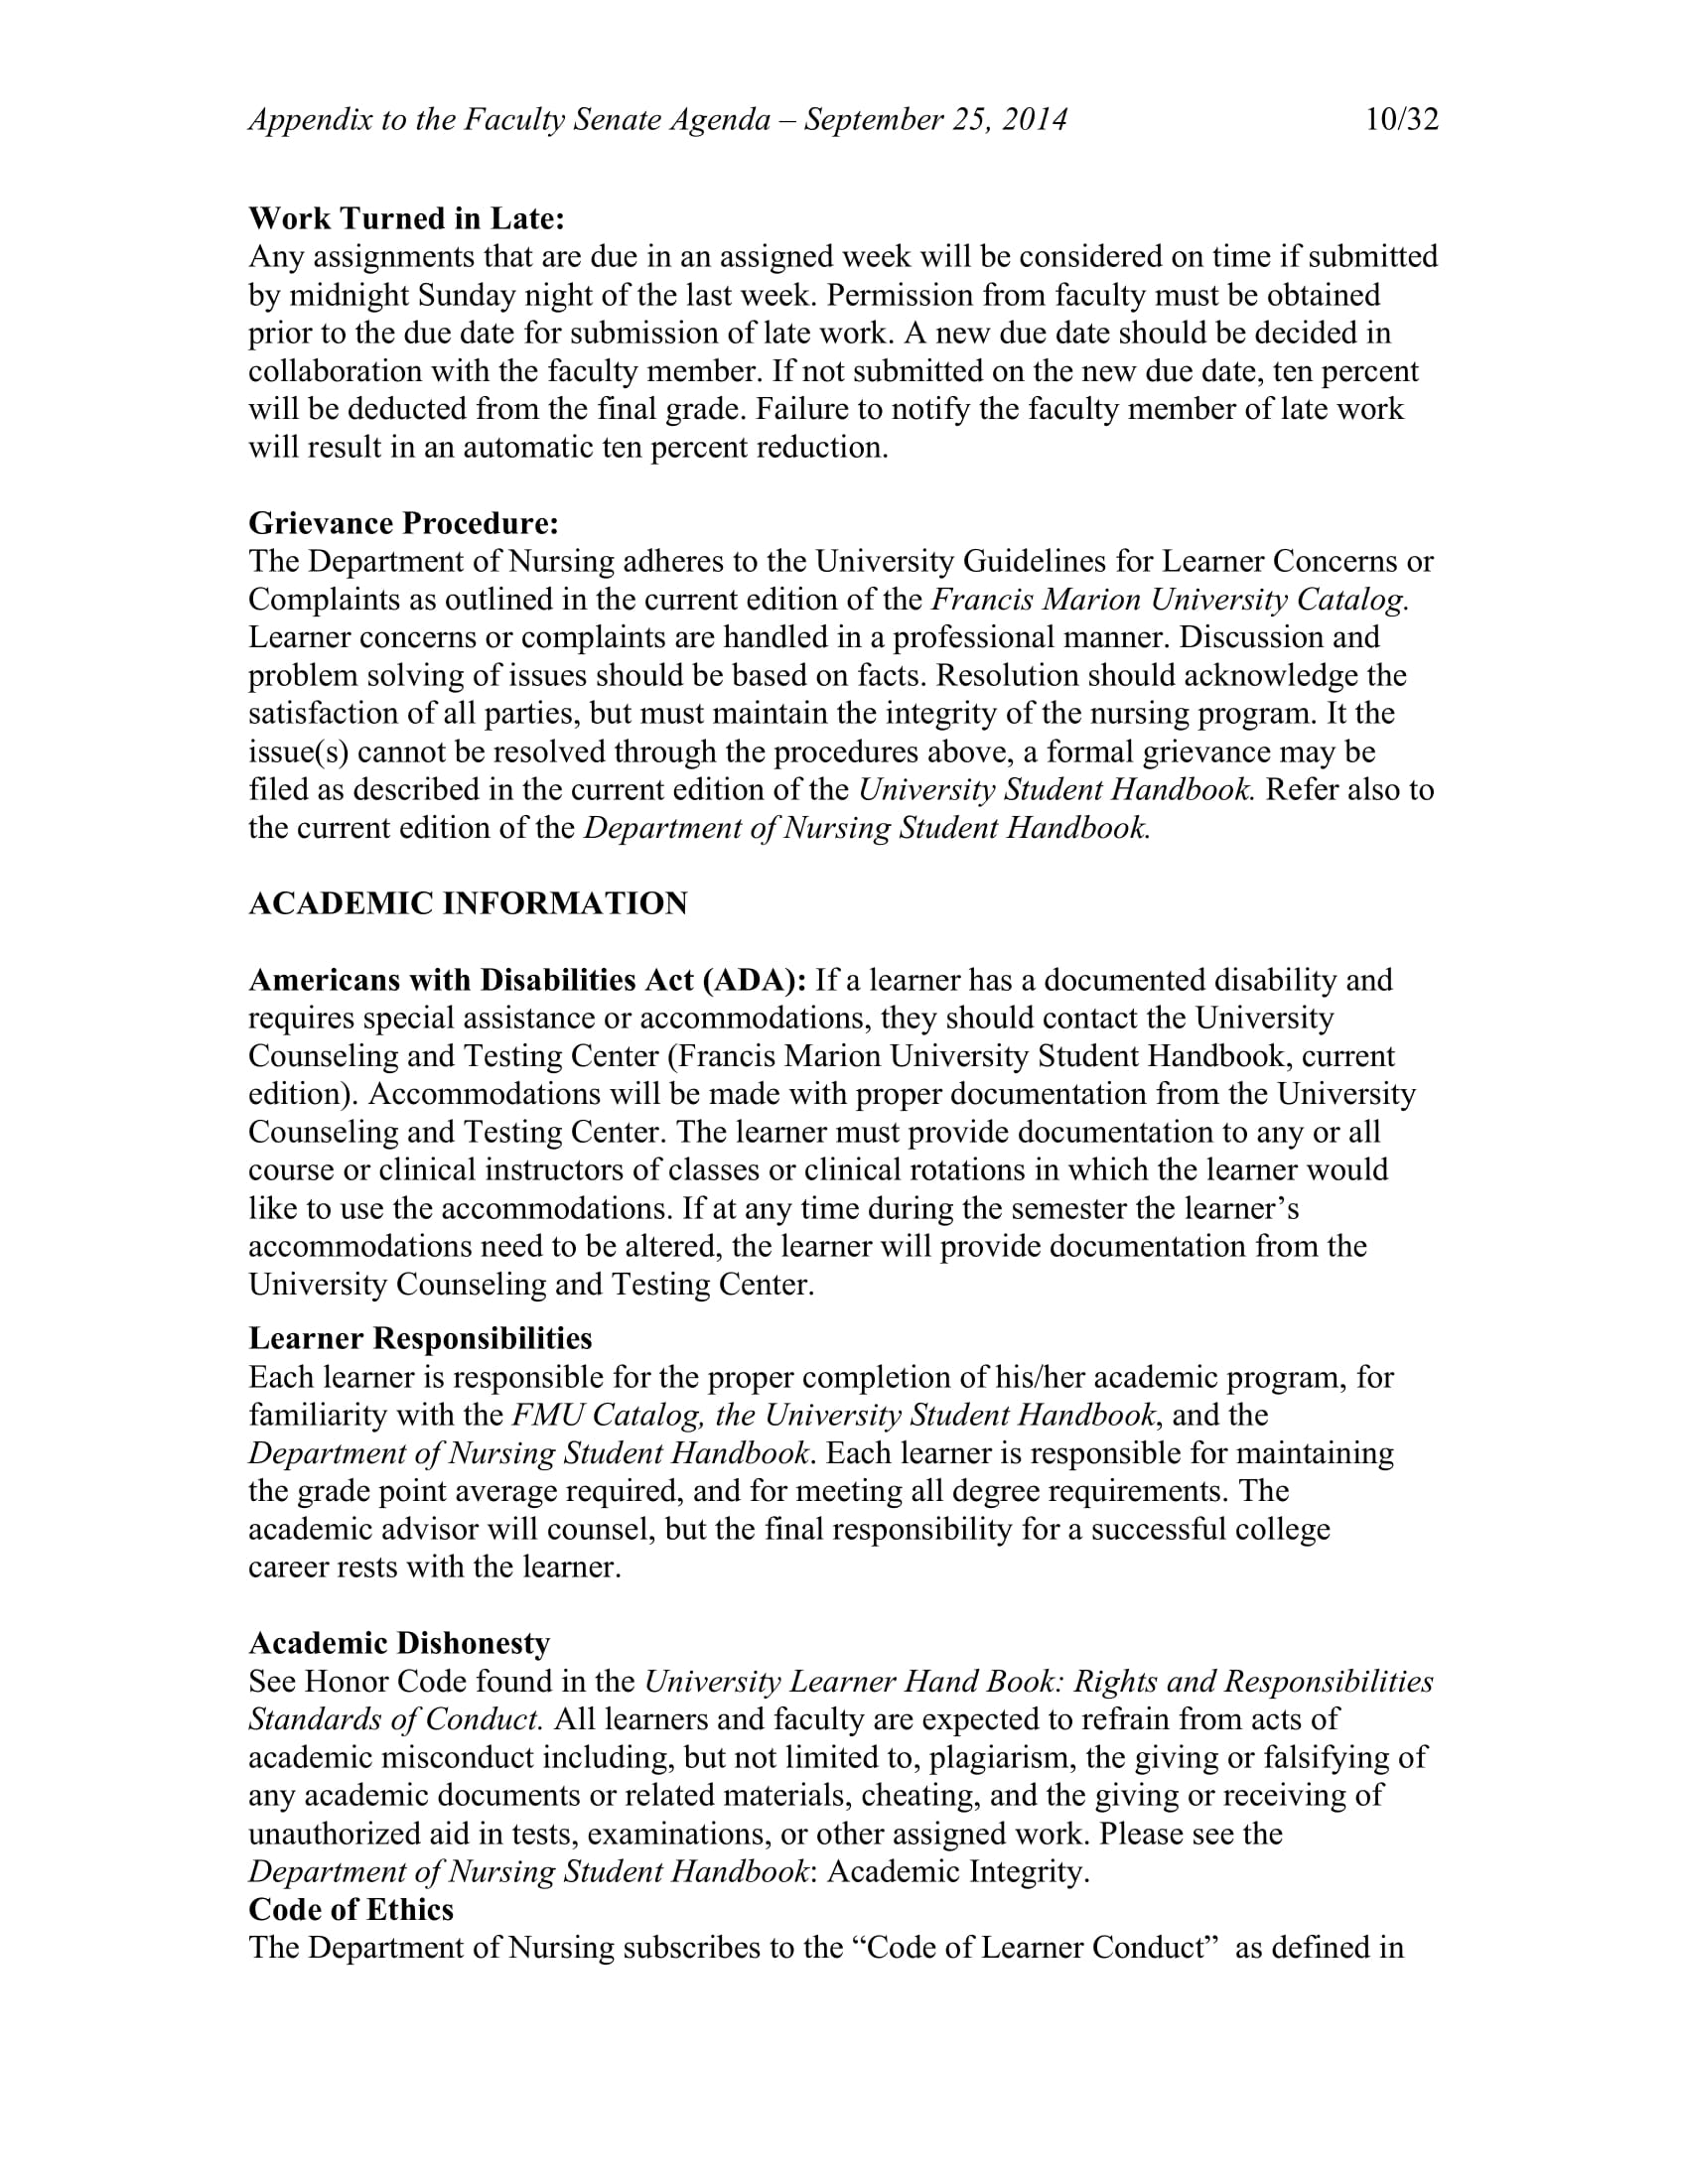 Appendix to the Faculty Senate Agenda – September 25, 2014 10/32
Work Turned in Late:
Any assignments that are due in an assigned week will be considered on time if submitted
by midnight Sunday night of the last week. Permission from faculty must be obtained
prior to the due date for submission of late work. A new due date should be decided in
collaboration with the faculty member. If not submitted on the new due date, ten percent
will be deducted from the final grade. Failure to notify the faculty member of late work
will result in an automatic ten percent reduction.
Grievance Procedure:
The Department of Nursing adheres to the University Guidelines for Learner Concerns or
Complaints as outlined in the current edition of the Francis Marion University Catalog.
Learner concerns or complaints are handled in a professional manner. Discussion and
problem solving of issues should be based on facts. Resolution should acknowledge the
satisfaction of all parties, but must maintain the integrity of the nursing program. It the
issue(s) cannot be resolved through the procedures above, a formal grievance may be
filed as described in the current edition of the University Student Handbook. Refer also to
the current edition of the Department of Nursing Student Handbook.
ACADEMIC INFORMATION
Americans with Disabilities Act (ADA): If a learner has a documented disability and
requires special assistance or accommodations, they should contact the University
Counseling and Testing Center (Francis Marion University Student Handbook, current
edition). Accommodations will be made with proper documentation from the University
Counseling and Testing Center. The learner must provide documentation to any or all
course or clinical instructors of classes or clinical rotations in which the learner would
like to use the accommodations. If at any time during the semester the learner’s
accommodations need to be altered, the learner will provide documentation from the
University Counseling and Testing Center.
Learner Responsibilities
Each learner is responsible for the proper completion of his/her academic program, for
familiarity with the FMU Catalog, the University Student Handbook, and the
Department of Nursing Student Handbook. Each learner is responsible for maintaining
the grade point average required, and for meeting all degree requirements. The
academic advisor will counsel, but the final responsibility for a successful college
career rests with the learner.
Academic Dishonesty
See Honor Code found in the University Learner Hand Book: Rights and Responsibilities
Standards of Conduct. All learners and faculty are expected to refrain from acts of
academic misconduct including, but not limited to, plagiarism, the giving or falsifying of
any academic documents or related materials, cheating, and the giving or receiving of
unauthorized aid in tests, examinations, or other assigned work. Please see the
Department of Nursing Student Handbook: Academic Integrity.
Code of Ethics
The Department of Nursing subscribes to the “Code of Learner Conduct”  as defined in